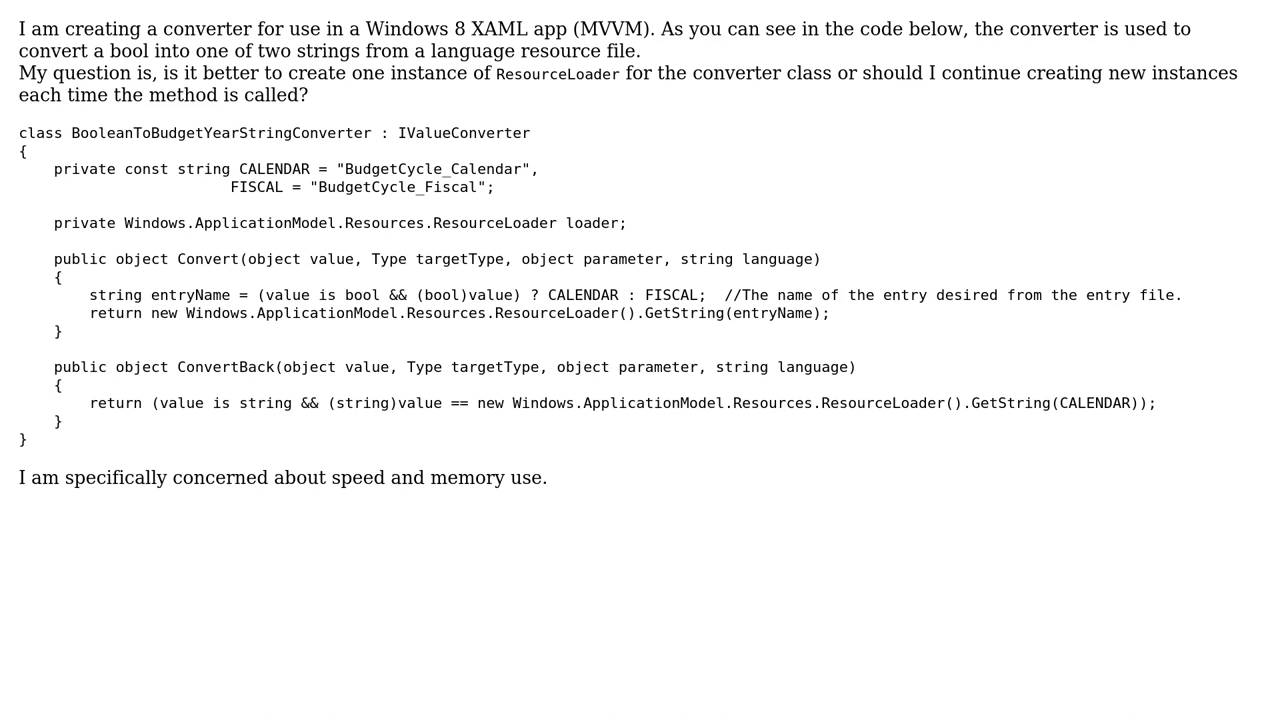 I am creating a converter for use in a Windows 8 XAML app (MVVM). As you can see in the code below, the converter is used to
convert a bool into one of two strings from a language resource file.
My question is, is it better to create one instance of ResourceLoader for the converter class or should I continue creating new instances
each time the method is called?
class BooleanToBudgetYearStringConverter : IValueConverter
{
    private const string CALENDAR = "BudgetCycle_Calendar",
                        FISCAL = "BudgetCycle_Fiscal";
    private Windows.ApplicationModel.Resources.ResourceLoader loader;
    public object Convert(object value, Type targetType, object parameter, string language)
    {
        string entryName = (value is bool && (bool)value) ? CALENDAR : FISCAL;  //The name of the entry desired from the entry file.
        return new Windows.ApplicationModel.Resources.ResourceLoader().GetString(entryName);
    }
    public object ConvertBack(object value, Type targetType, object parameter, string language)
    {
        return (value is string && (string)value == new Windows.ApplicationModel.Resources.ResourceLoader().GetString(CALENDAR));
    }
}
I am specifically concerned about speed and memory use.